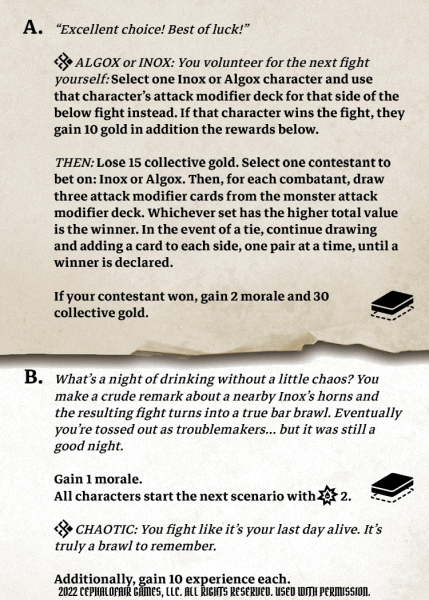 A. “Excellent choice! Best of luck!”
ALGOX or INOX: You volunteer for the next fight
yourself: Select one Inox or Algox character and use
that character’s attack modifier deck for that side of the
below fight instead. If that character wins the fight, they
gain 10 gold in addition the rewards below.
THEN: Lose 15 collective gold. Select one contestant to
bet on: Inox or Algox. Then, for each combatant, draw
three attack modifier cards from the monster attack
modifier deck. Whichever set has the higher total value
is the winner. In the event of a tie, continue drawing
and adding a card to each side, one pair at a time, until a
winner is declared.
If your contestant won, gain 2 morale and 30
collective gold.
B. What’s a night of drinking without a little chaos? You
make a crude remark about a nearby Inox’s horns and
the resulting fight turns into a true bar brawl. Eventually
you’re tossed out as troublemakers... but it was still a
good night.
Gain 1 morale.
All characters start the next scenario with 2.
CHAOTIC: You fight like it’s your last day alive. It’s
truly a brawl to remember.
Additionally, gain 10 experience each.
2022 CEPHALOFAIR GAMES, LLC. ALL RIGHTS RESERVED. USED WITH PERMISSION.